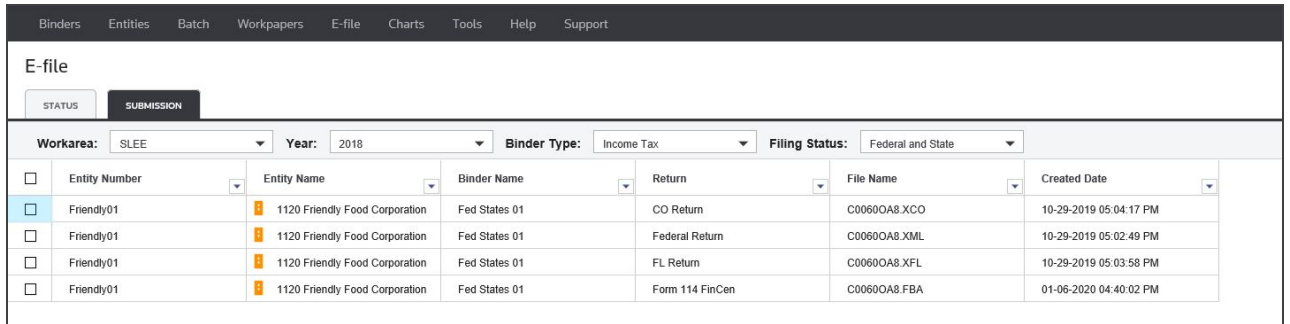 Binders Entities Batch Workpapers E-file Charts Tools Help Support
E-file
STATUS SUBMISSION
Workarea: SLEE Year: 2018 Binder Type: Income Tax Filing Status: Federal and State
Entity Number Entity Name Binder Name Return File Name Created Date
Friendly01 1120 Friendly Food Corporation Fed States 01 CO Return C0060OA8.XCO 10-29-2019 05:04:17 PM
Friendly01 1120 Friendly Food Corporation Fed States 01 Federal Return C0060OA8.XML 10-29-2019 05:02:49 PM
Friendly01 1120 Friendly Food Corporation Fed States 01 FL Return C0060OA8.XFL 10-29-2019 05:03:58 PM
Friendly01 1120 Friendly Food Corporation Fed States 01 Form 114 FinCen C0060OA8.FBA 01-06-2020 04:40:02 PM